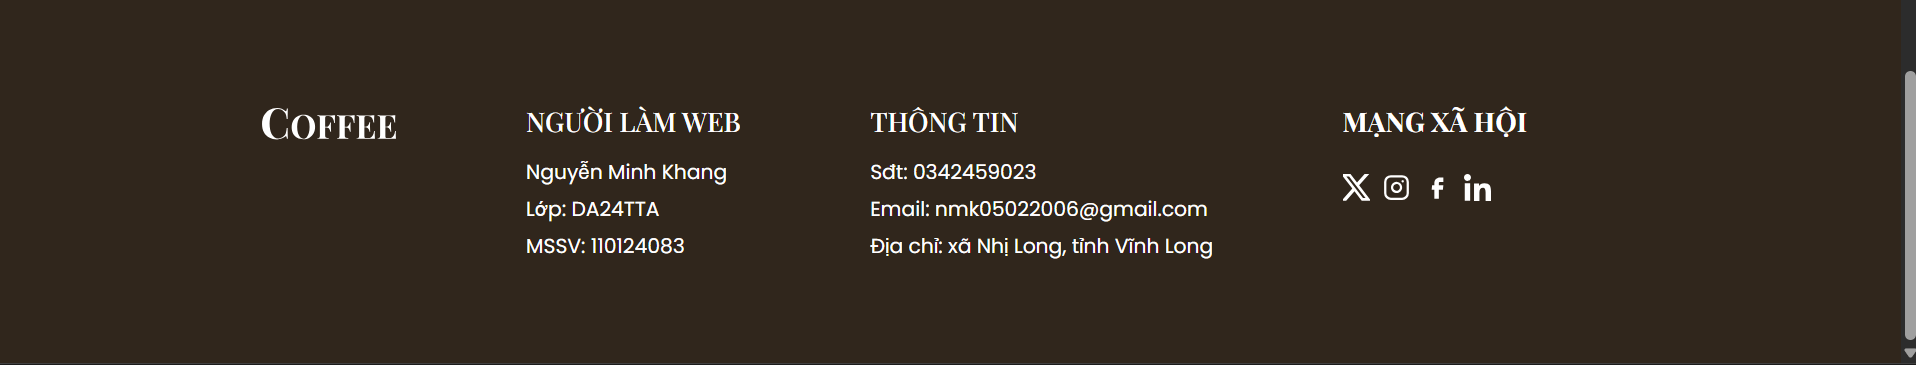 COFFEE
NGƯỜI LÀM WEB
Nguyễn Minh Khang
Lớp: DA24TTA
MSSV: 110124083
THÔNG TIN
Sđt: 0342459023
Email: nmk05022006@gmail.com
Địa chỉ: xã Nhị Long, tỉnh Vĩnh Long
MẠNG XÃ HỘI